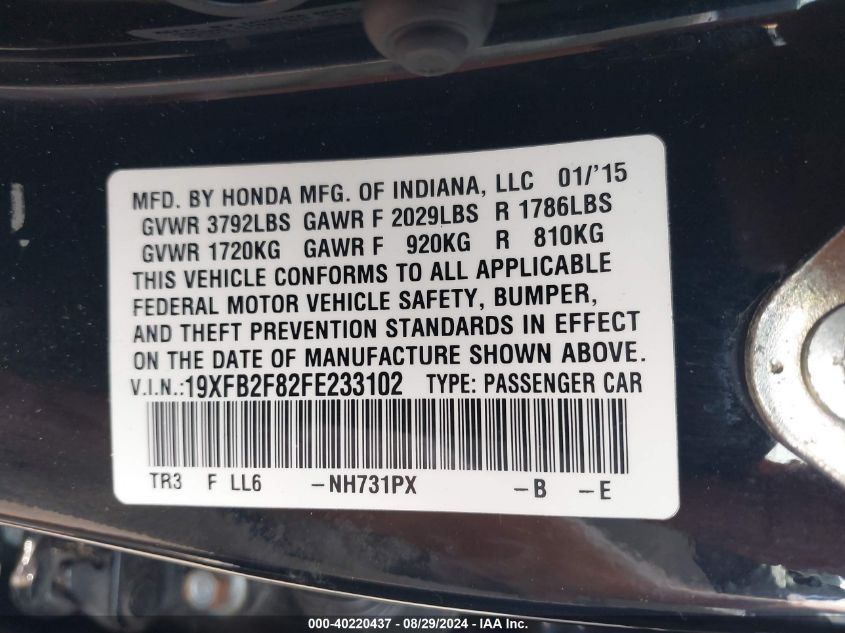 MFD. BY HONDA MFG. OF INDIANA, LLC 01/'15
GVWR 3792LBS GAWR F 2029LBS R 1786LBS
GVWR 1720KG GAWR F 920KG R 810KG
THIS VEHICLE CONFORMS TO ALL APPLICABLE
FEDERAL MOTOR VEHICLE SAFETY, BUMPER,
AND THEFT PREVENTION STANDARDS IN EFFECT
ON THE DATE OF MANUFACTURE SHOWN ABOVE.
V.I.N.:19XFB2F82FE233102 TYPE: PASSENGER CAR
TR3 F LL6 –NH731PX –B –E
000-40220437 - 08/29/2024 - IAA Inc.